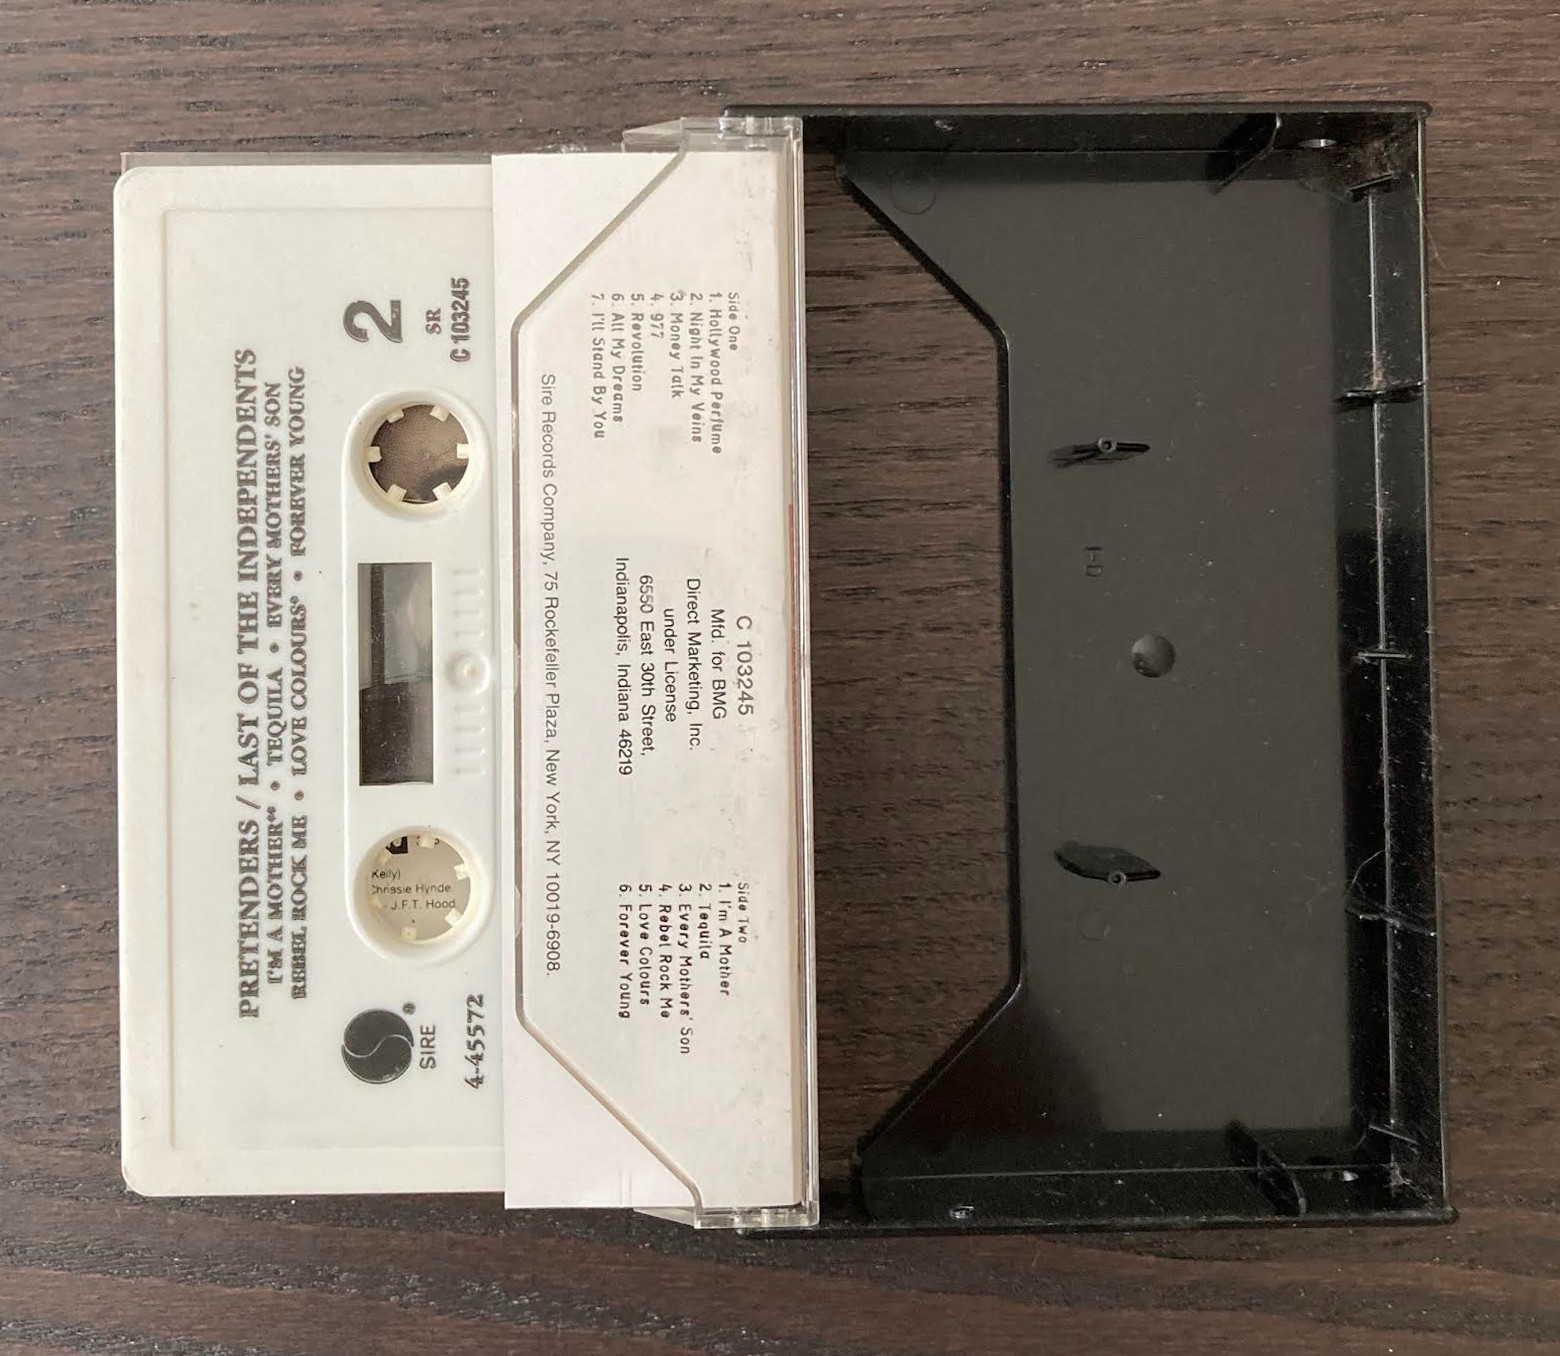 PRETENDERS / LAST OF THE INDEPENDENTS
I'M A MOTHER** • TEQUILA • EVERY MOTHERS' SON
REBEL ROCK ME • LOVE COLOURS* • FOREVER YOUNG
2
SR
C 103245
Kelly)
Chrissie Hynde
J.F.T. Hood
®
SIRE
4-45572
Side One
1. Hollywood Perfume
2. Night In My Veins
3. Money Talk
4. 977
5. Revolution
6. All My Dreams
7. I'll Stand By You
C 103245
Mfd. for BMG
Direct Marketing, Inc.
under License
6550 East 30th Street,
Indianapolis, Indiana 46219
Side Two
1. I'm A Mother
2. Tequila
3. Every Mothers' Son
4. Rebel Rock Me
5. Love Colours
6. Forever Young
Sire Records Company, 75 Rockefeller Plaza, New York, NY 10019-6908.